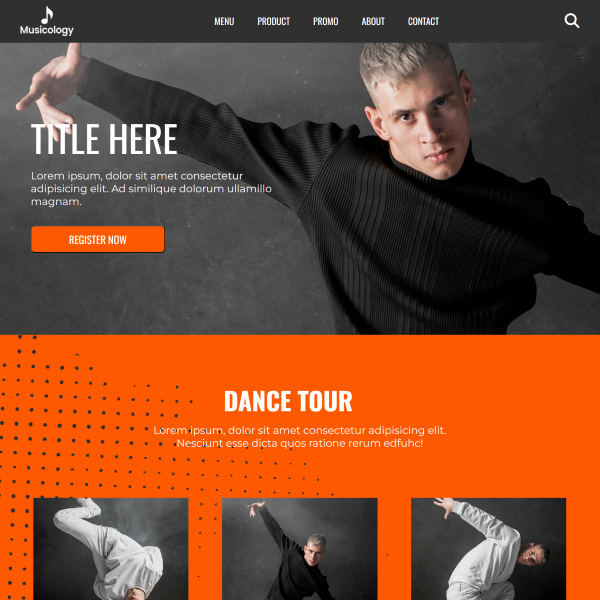 Musicology
MENU PRODUCT PROMO ABOUT CONTACT
TITLE HERE
Lorem ipsum, dolor sit amet consectetur
adipisicing elit. Ad similique dolorum ullamillo
magnam.
REGISTER NOW
DANCE TOUR
Lorem ipsum, dolor sit amet consectetur adipisicing elit.
Nesciunt esse dicta quos ratione rerum edfuhc!